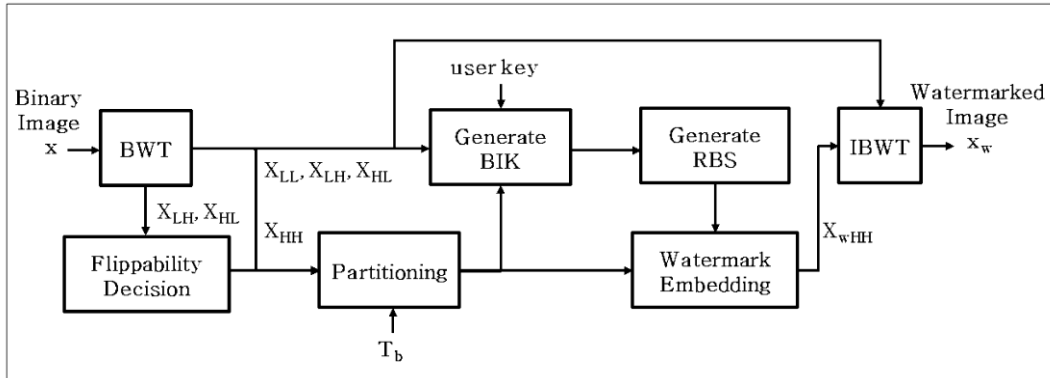 user key
Binary
Image
x
BWT
Generate
BIK
Generate
RBS
IBWT
Watermarked
Image
x_w
X_LL, X_LH, X_HL
X_LH, X_HL
X_HH
X_wHH
Flippability
Decision
Partitioning
Watermark
Embedding
T_b